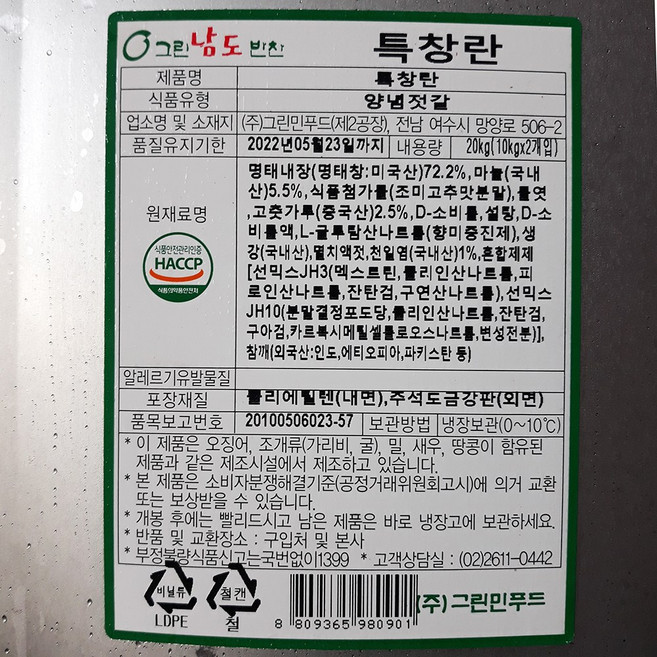 그린남도 반찬 특창란
제품명 특창란
식품유형 양념젓갈
업소명 및 소재지 (주)그린민푸드(제2공장), 전남 여수시 망양로 506-2
품질유지기한 2022년05월23일까지 내용량 20kg(10kgx2개입)
원재료명
명태내장(명태창:미국산)72.2%,마늘(국내
산)5.5%, 식품첨가물(조미고추맛분말),물엿
,고춧가루(중국산)2.5%,D-소비톨,설탕,D-소
비톨액,L-글루탐산나트륨(향미증진제),생
강(국내산),멸치액젓,천일염(국내산)1%,혼합제제
[선믹스JH3(덱스트린,폴리인산나트륨,피
로인산나트륨,잔탄검,구연산나트륨),선믹스
JH10(분말결정포도당,폴리인산나트륨,잔탄검,
구아검,카르복시메틸셀룰로오스나트륨,변성전분)],
참깨(외국산:인도,에티오피아,파키스탄 등)
식품안전관리인증
HACCP
식품의약품안전처
알레르기유발물질
포장재질 폴리에틸렌(내면),주석도금강판(외면)
품목보고번호 20100506023-57 보관방법 냉장보관(0~10℃)
* 이 제품은 오징어, 조개류(가리비, 굴), 밀, 새우, 땅콩이 함유된
제품과 같은 제조시설에서 제조하고 있습니다.
* 본 제품은 소비자분쟁해결기준(공정거래위원회고시)에 의거 교환
또는 보상받을 수 있습니다.
* 개봉 후에는 빨리드시고 남은 제품은 바로 냉장고에 보관하세요.
* 반품 및 교환장소 : 구입처 및 본사
* 부정불량식품신고는국번없이1399 * 고객상담실 : (02)2611-0442
비닐류
LDPE
캔철
철
8 809365 980901
(주) 그린민푸드